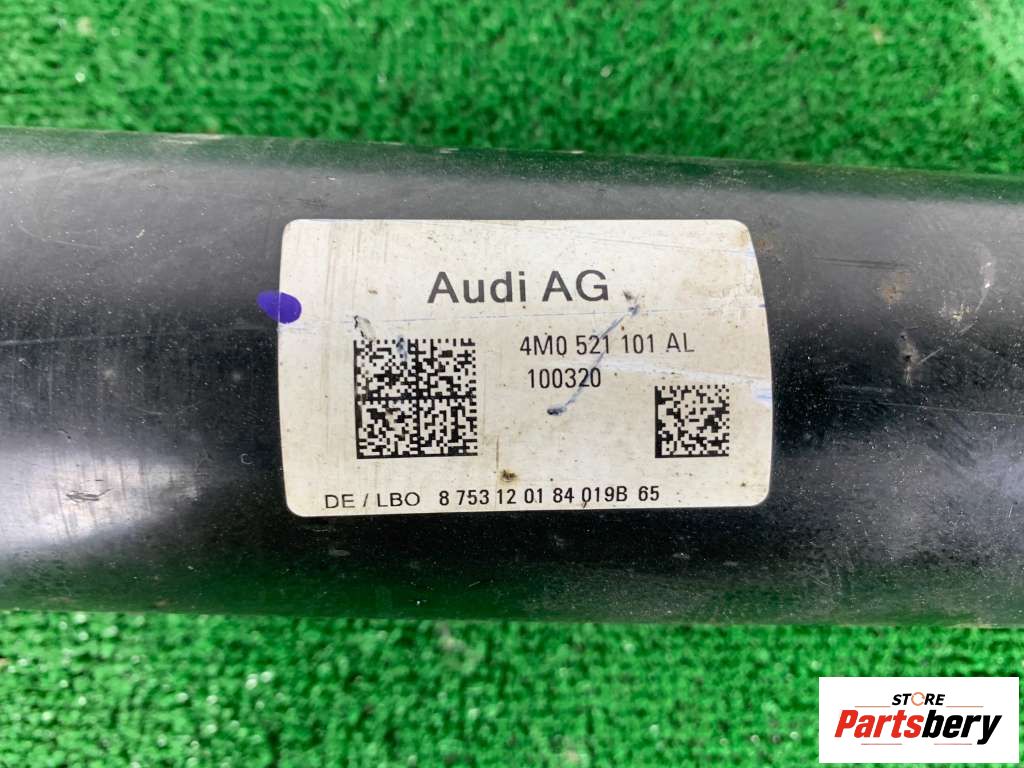 Audi AG
4M0 521 101 AL
100320
DE / LBO 8 753 12 01 84 019B 65
STORE
Partsbery